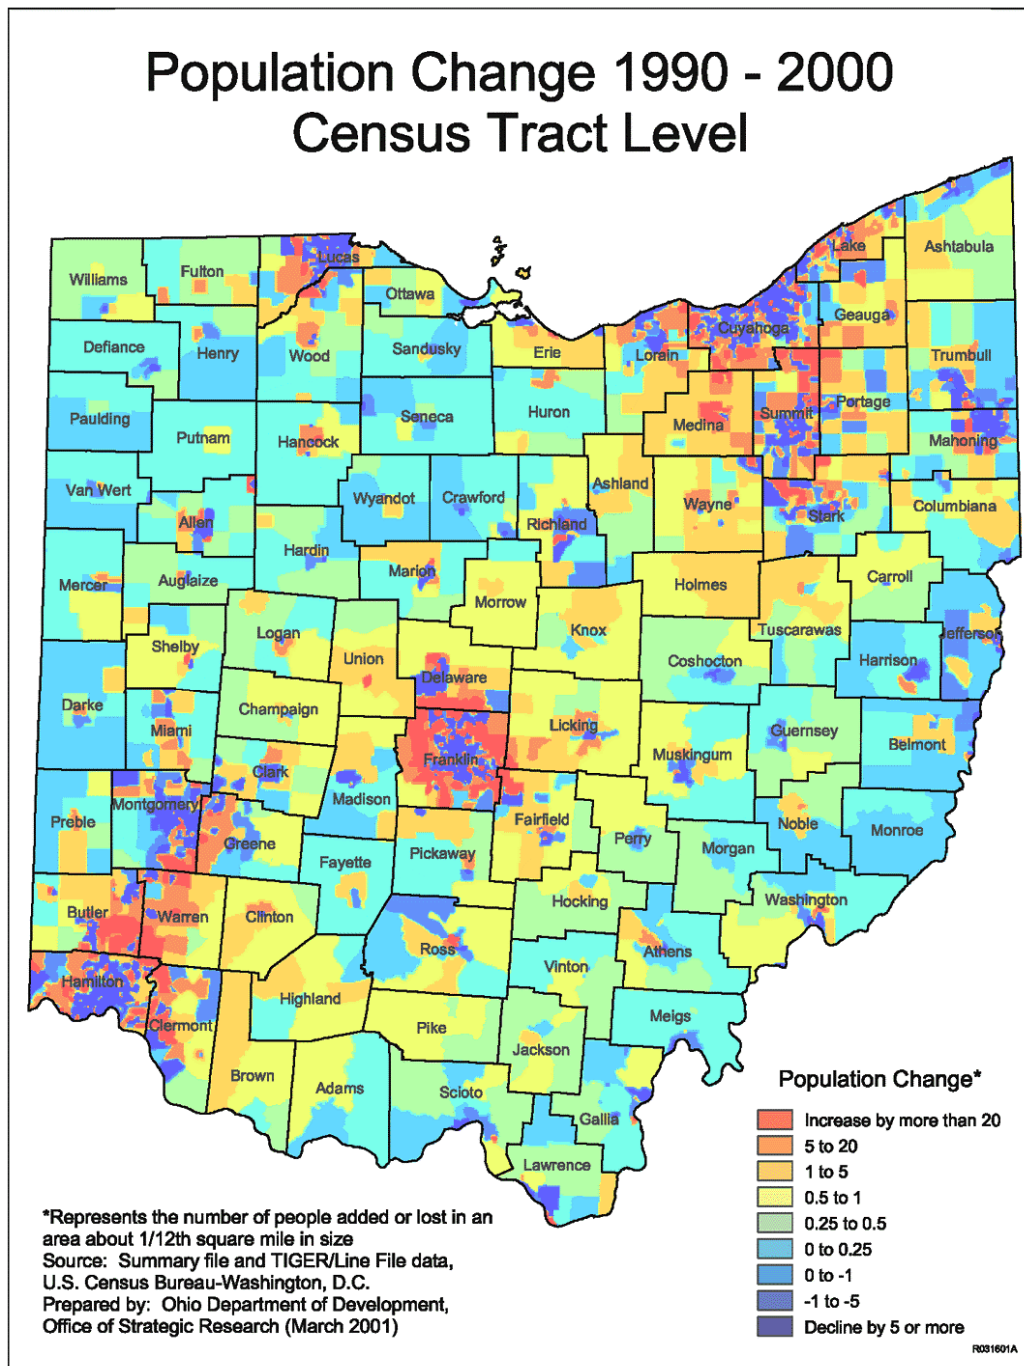 Population Change 1990 - 2000
Census Tract Level
Lake
Ashtabula
Lucas
Williams
Fulton
Ottawa
Geauga
Cuyahoga
Defiance
Henry
Wood
Sandusky
Erie
Lorain
Trumbull
Paulding
Putnam
Hancock
Seneca
Huron
Medina
Summit
Portage
Mahoning
Van Wert
Allen
Wyandot
Crawford
Richland
Ashland
Wayne
Stark
Columbiana
Mercer
Auglaize
Hardin
Marion
Morrow
Holmes
Carroll
Shelby
Logan
Union
Delaware
Knox
Coshocton
Tuscarawas
Harrison
Jefferson
Darke
Miami
Champaign
Franklin
Licking
Muskingum
Guernsey
Belmont
Clark
Madison
Preble
Montgomery
Greene
Fayette
Pickaway
Fairfield
Perry
Morgan
Noble
Monroe
Butler
Warren
Clinton
Ross
Hocking
Athens
Washington
Hamilton
Clermont
Highland
Pike
Vinton
Meigs
Brown
Adams
Scioto
Jackson
Gallia
Lawrence
Population Change*
Increase by more than 20
5 to 20
1 to 5
0.5 to 1
0.25 to 0.5
0 to 0.25
0 to -1
-1 to -5
Decline by 5 or more
*Represents the number of people added or lost in an
area about 1/12th square mile in size
Source: Summary file and TIGER/Line File data,
U.S. Census Bureau-Washington, D.C.
Prepared by: Ohio Department of Development,
Office of Strategic Research (March 2001)
R031601A